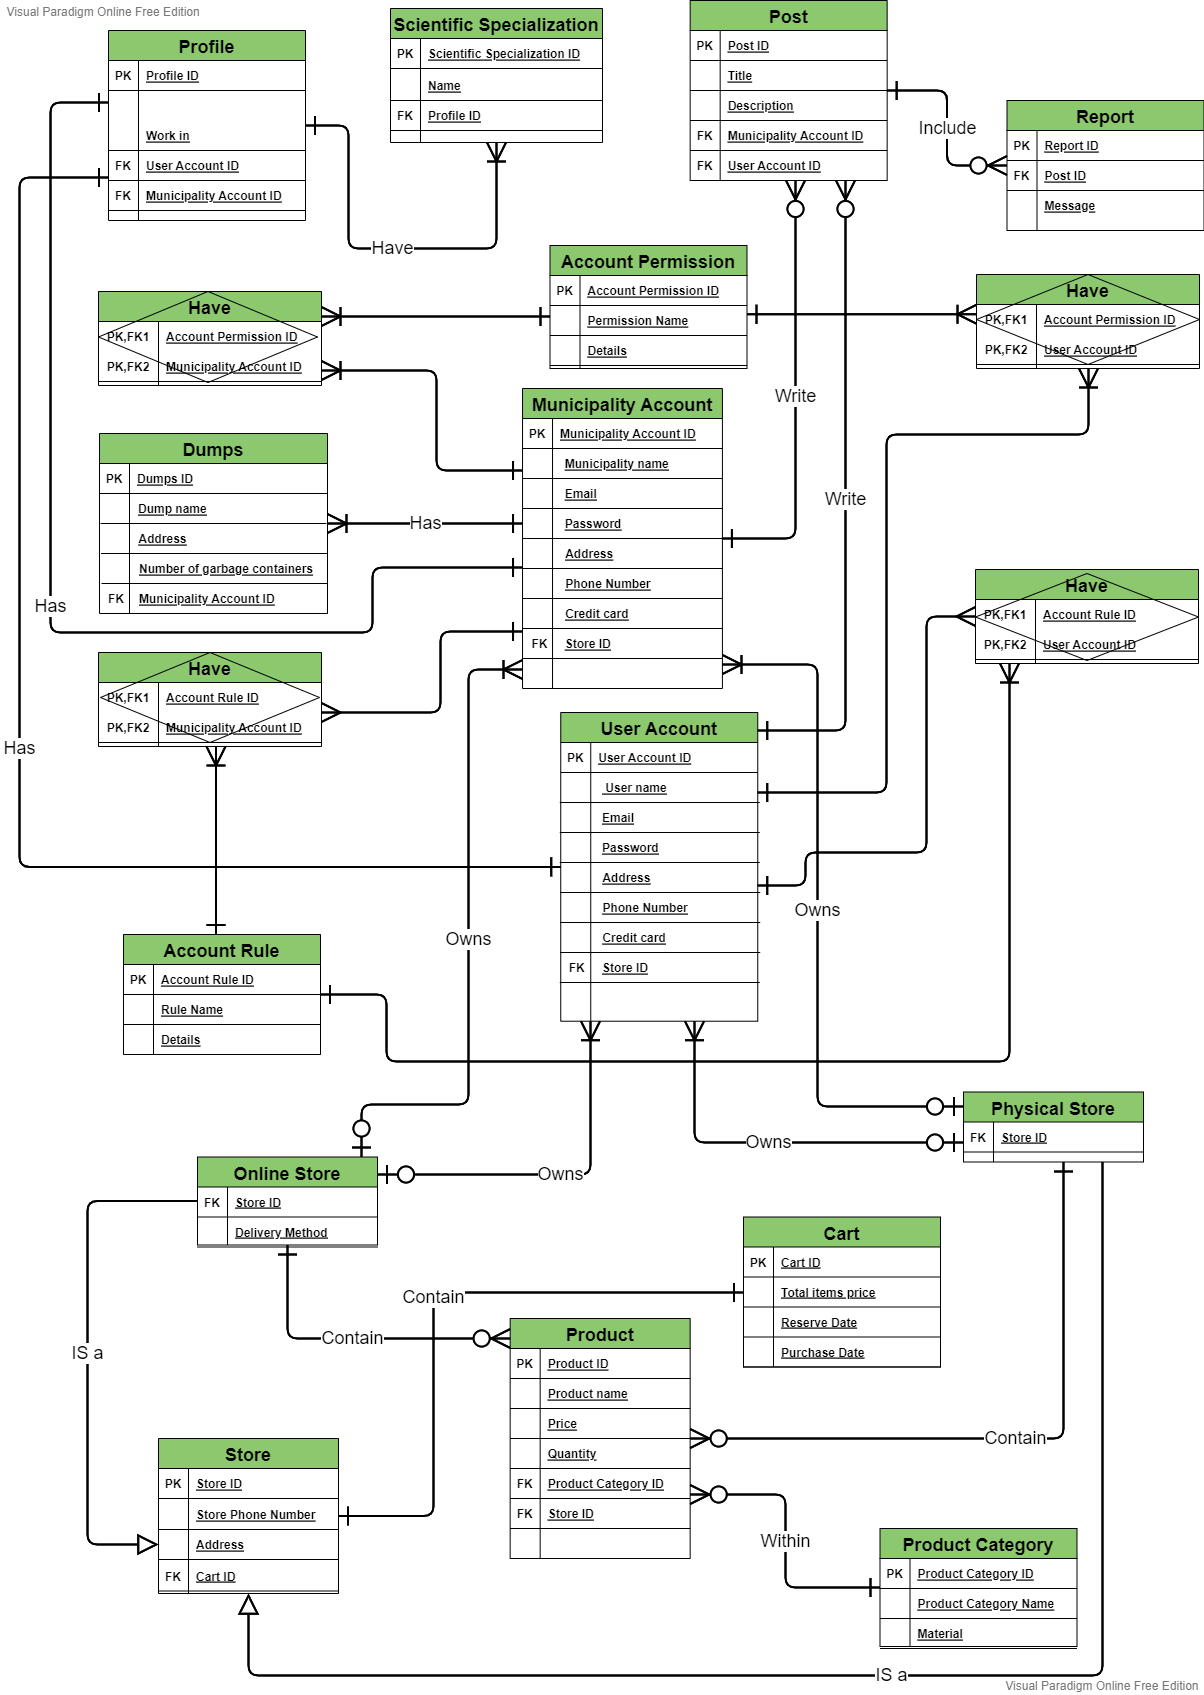 Visual Paradigm Online Free Edition
Profile
PK Profile ID
Work in
FK User Account ID
FK Municipality Account ID
Scientific Specialization
PK Scientific Specialization ID
Name
FK Profile ID
Post
PK Post ID
Title
Description
FK Municipality Account ID
FK User Account ID
Include
Report
PK Report ID
FK Post ID
Message
Have
Account Permission
PK Account Permission ID
Permission Name
Details
Have
PK,FK1 Account Permission ID
PK,FK2 Municipality Account ID
Have
PK,FK1 Account Permission ID
PK,FK2 User Account ID
Write
Write
Municipality Account
PK Municipality Account ID
Municipality name
Email
Password
Address
Phone Number
Credit card
FK Store ID
Dumps
PK Dumps ID
Dump name
Address
Number of garbage containers
FK Municipality Account ID
Has
Has
Has
Have
PK,FK1 Account Rule ID
PK,FK2 User Account ID
Have
PK,FK1 Account Rule ID
PK,FK2 Municipality Account ID
User Account
PK User Account ID
User name
Email
Password
Address
Phone Number
Credit card
FK Store ID
Owns
Owns
Account Rule
PK Account Rule ID
Rule Name
Details
Physical Store
FK Store ID
Owns
Owns
Online Store
FK Store ID
Delivery Method
Cart
PK Cart ID
Total items price
Reserve Date
Purchase Date
Contain
Contain
IS a
Product
PK Product ID
Product name
Price
Quantity
FK Product Category ID
FK Store ID
Contain
Store
PK Store ID
Store Phone Number
Address
FK Cart ID
Within
Product Category
PK Product Category ID
Product Category Name
Material
IS a
Visual Paradigm Online Free Edition